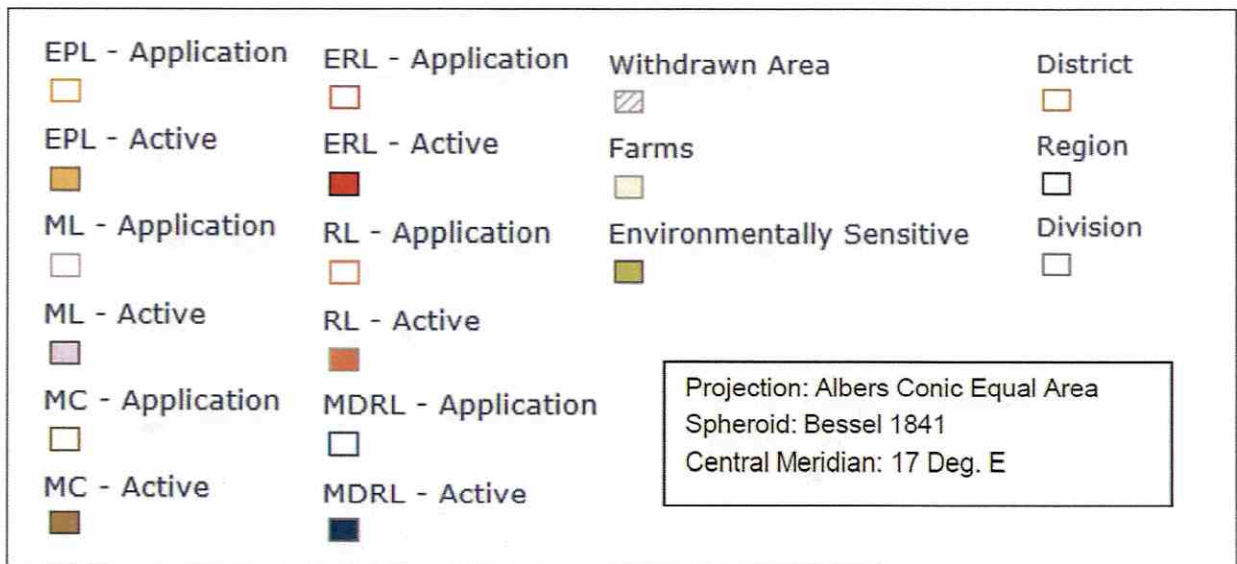 EPL - Application
EPL - Active
ML - Application
ML - Active
MC - Application
MC - Active
ERL - Application
ERL - Active
RL - Application
RL - Active
MDRL - Application
MDRL - Active
Withdrawn Area
Farms
Environmentally Sensitive
District
Region
Division
Projection: Albers Conic Equal Area
Spheroid: Bessel 1841
Central Meridian: 17 Deg. E